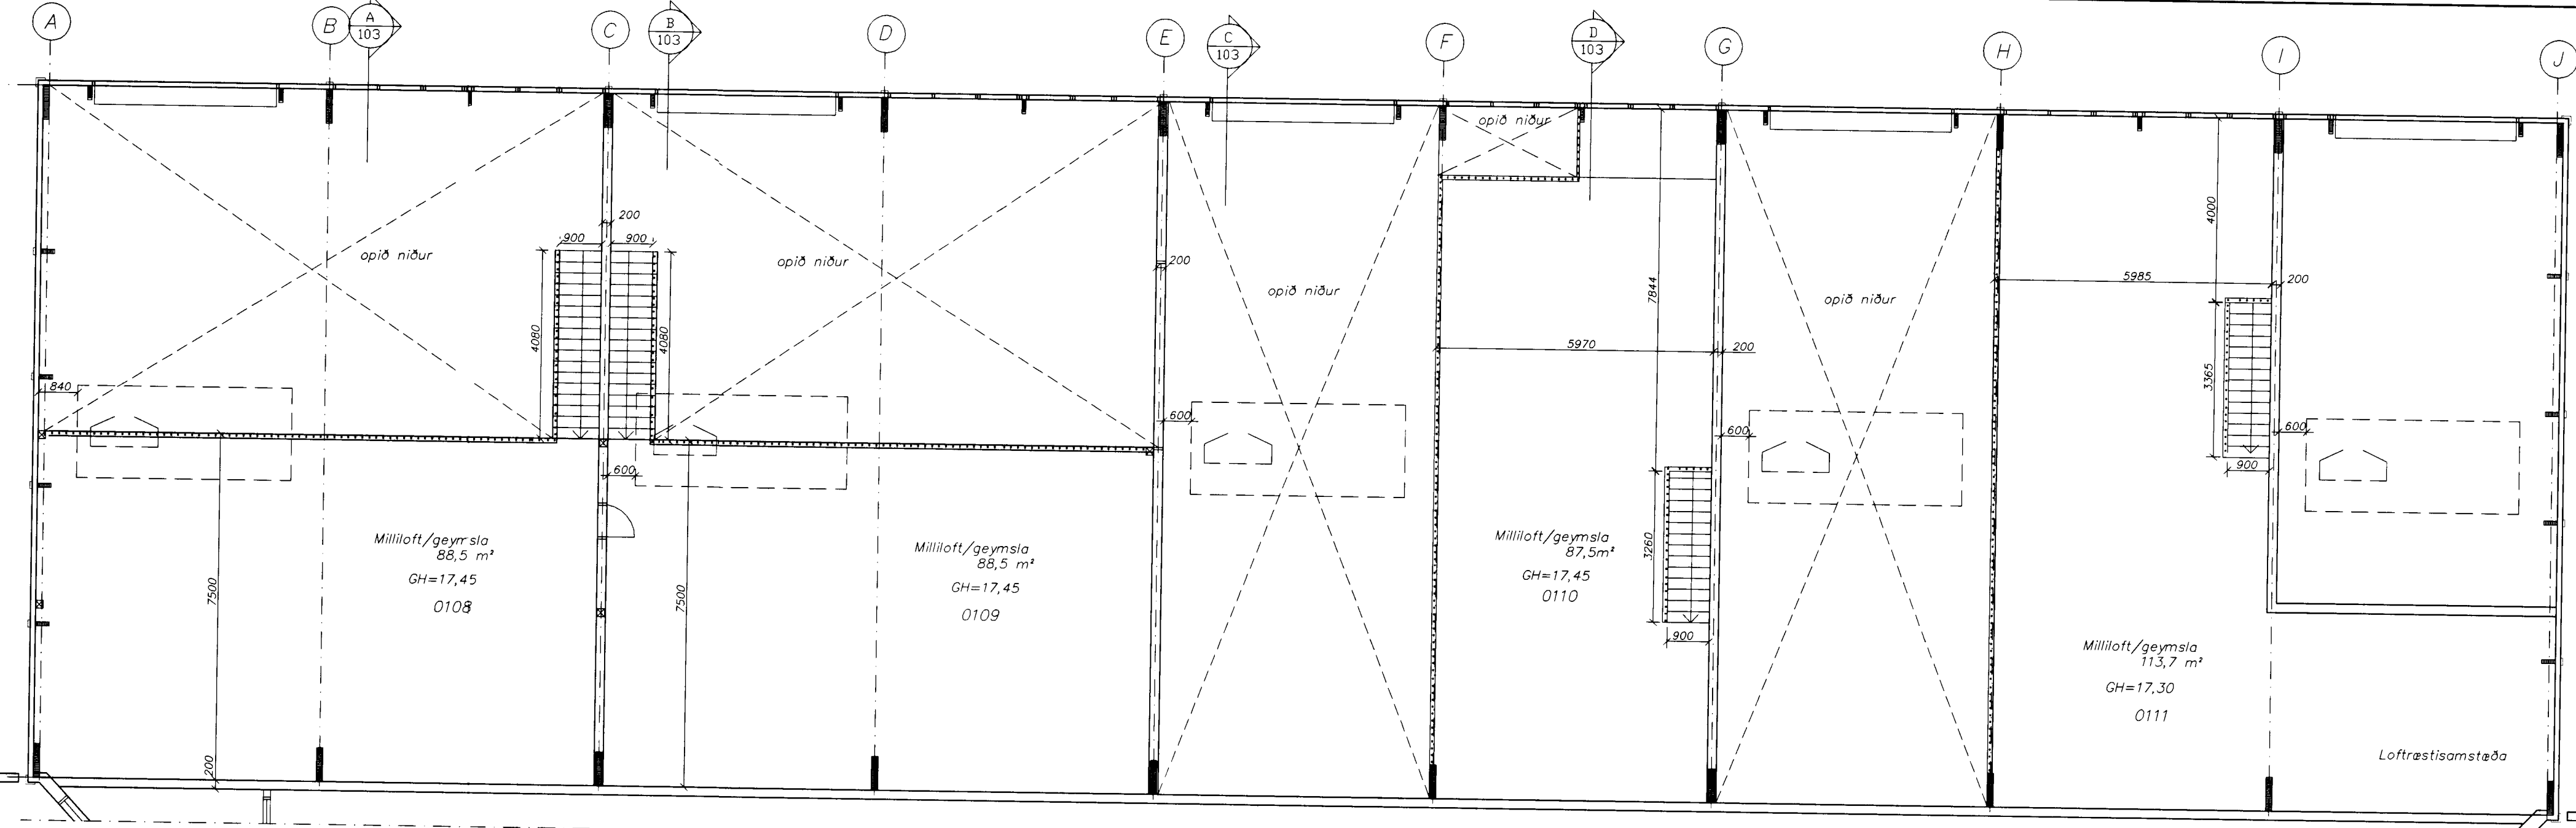 A
B
A
103
C
B
103
D
E
C
103
F
D
103
G
H
I
J
opið niður
200
900
900
opið niður
opið niður
200
4080
4080
opið niður
7844
opið niður
4000
5985
200
5970
200
3365
840
600
600
600
900
600
Milliloft/geymsla
88,5 m²
GH=17,45
0108
7500
200
Milliloft/geymsla
88,5 m²
GH=17,45
0109
7500
Milliloft/geymsla
87,5m²
GH=17,45
0110
3260
900
Milliloft/geymsla
113,7 m²
GH=17,30
0111
Loftræstisamstæða